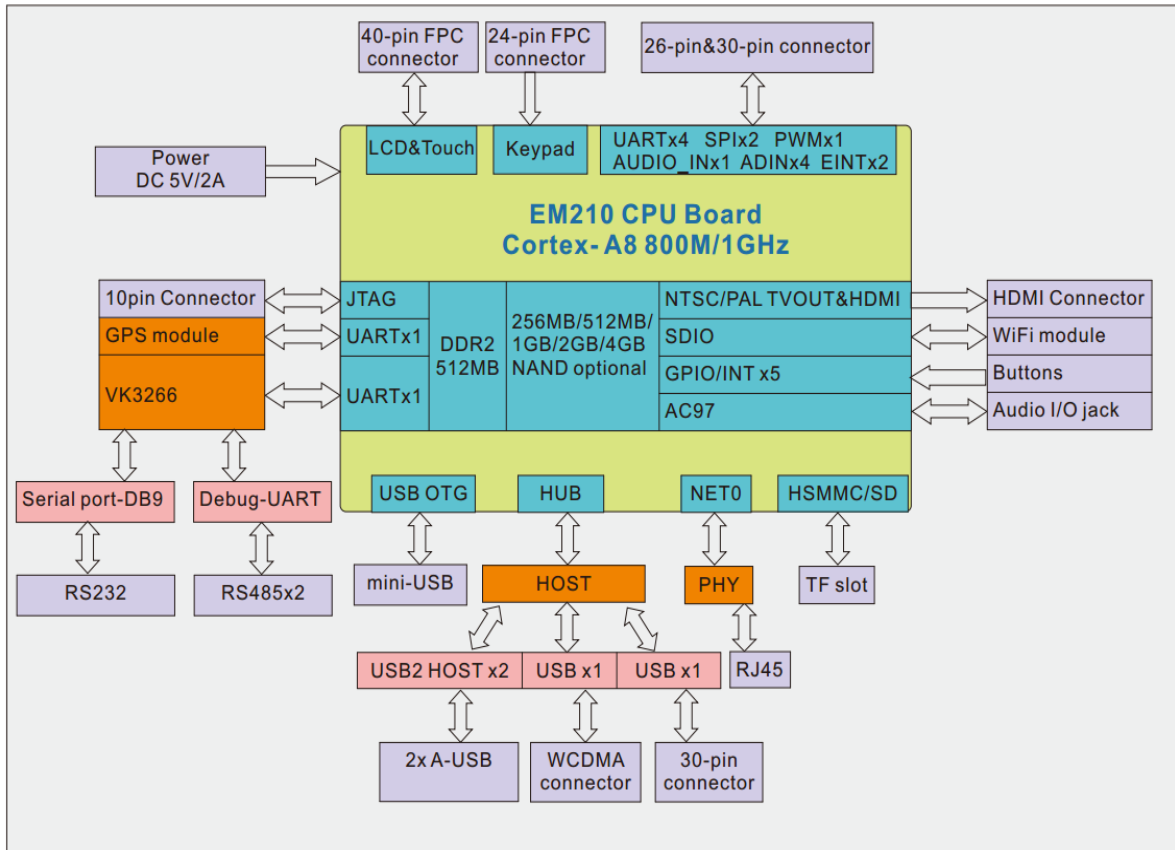 40-pin FPC
connector
24-pin FPC
connector
26-pin&30-pin connector
LCD&Touch
Keypad
UARTx4 SPIx2 PWMx1
AUDIO_INx1 ADINx4 EINTx2
Power
DC 5V/2A
EM210 CPU Board
Cortex- A8 800M/1GHz
10pin Connector
GPS module
VK3266
JTAG
UARTx1
UARTx1
DDR2
512MB
256MB/512MB/
1GB/2GB/4GB
NAND optional
NTSC/PAL TVOUT&HDMI
SDIO
GPIO/INT x5
AC97
HDMI Connector
WiFi module
Buttons
Audio I/O jack
Serial port-DB9
Debug-UART
USB OTG
HUB
NET0
HSMMC/SD
RS232
RS485x2
mini-USB
HOST
PHY
TF slot
USB2 HOST x2
USB x1
USB x1
RJ45
2x A-USB
WCDMA
connector
30-pin
connector